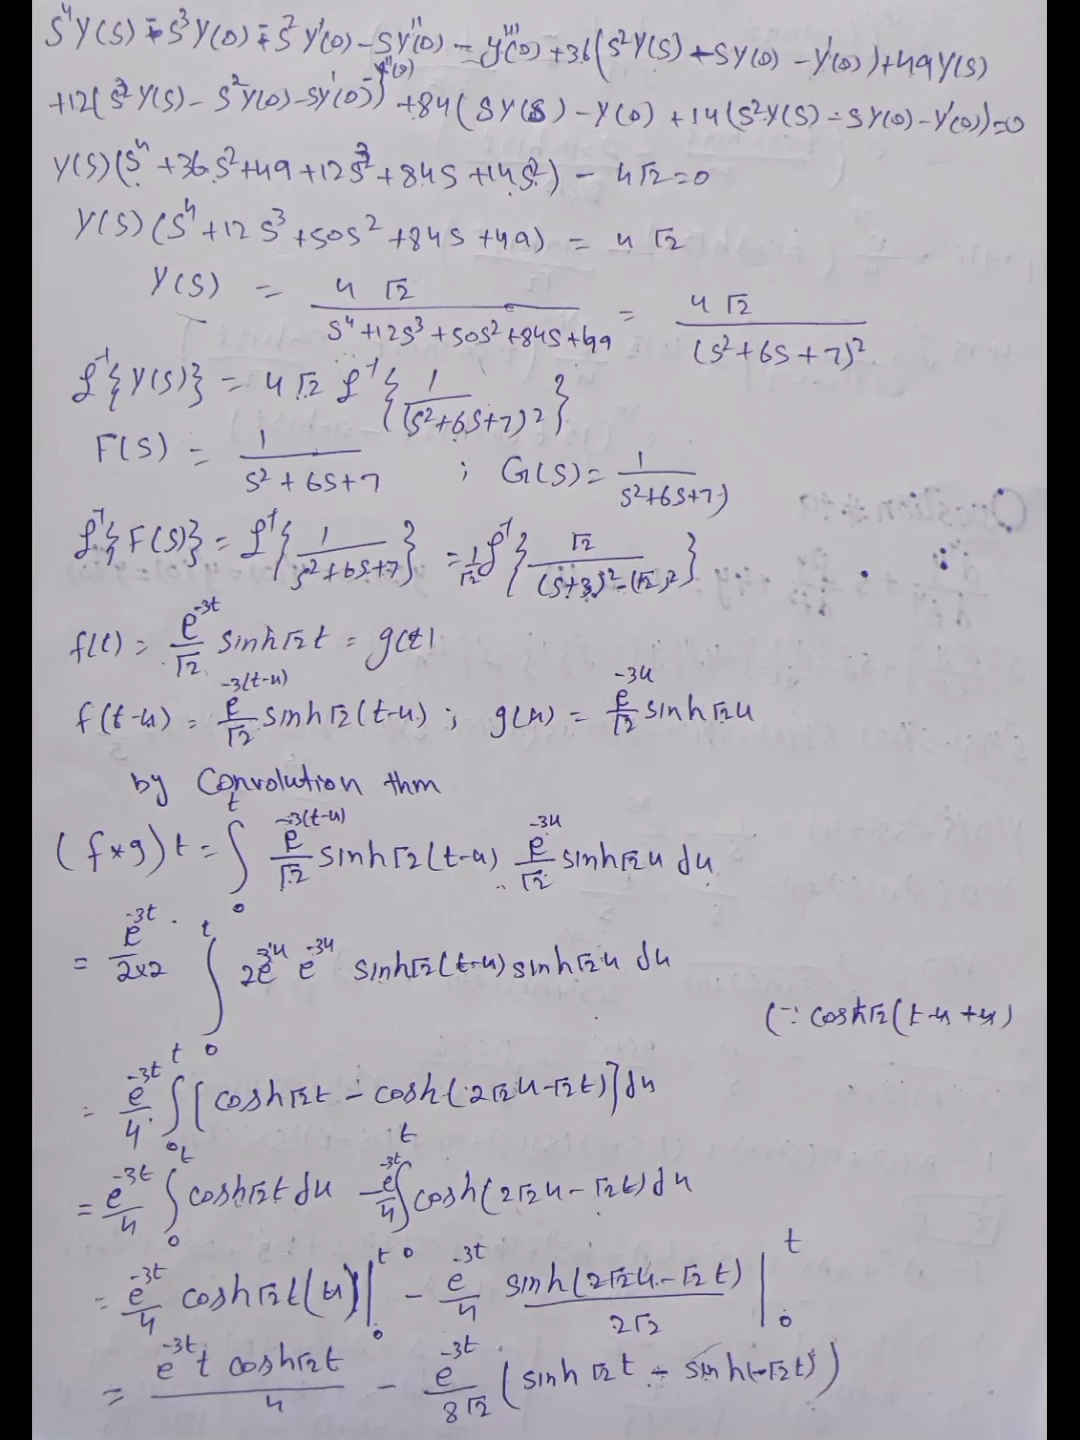 S⁴Y(S) - S³Y(0) - S²Y'(0) - SY''(0) - Y'''(0) + 36(S²Y(S) - SY(0) - Y'(0)) + 49Y(S)
+12(S³Y(S) - S²Y(0) - SY'(0) - Y''(0)) + 84(SY(S) - Y(0) + 14(S²Y(S) - SY(0) - Y'(0)) = 0
Y(S)(S⁴ + 36S² + 49 + 12S³ + 84S + 14S²) - 4√2 = 0
Y(S)(S⁴ + 12S³ + 50S² + 84S + 49) = 4√2
Y(S) = 4√2 / (S⁴ + 12S³ + 50S² + 84S + 49) = 4√2 / (S² + 6S + 7)²
ℒ⁻¹{Y(S)} = 4√2 ℒ⁻¹{1 / (S² + 6S + 7)²}
F(S) = 1 / (S² + 6S + 7) ; G(S) = 1 / (S² + 6S + 7)
ℒ⁻¹{F(S)} = ℒ⁻¹{1 / (S² + 6S + 7)} = 1/√2 ℒ⁻¹{√2 / ((S+3)² - (√2)²)}
f(t) = e^{-3t}/√2 sinh√2t = g(t)
f(t-u) = e^{-3(t-u)}/√2 sinh√2(t-u) ; g(u) = e^{-3u}/√2 sinh√2u
by Convolution thm
(f*g)t = ∫₀ᵗ e^{-3(t-u)}/√2 sinh√2(t-u) e^{-3u}/√2 sinh√2u du
= e^{-3t}/2×2 ∫₀ᵗ 2e^{3u} e^{-3u} sinh√2(t-u) sinh√2u du
(∵ cosh√2(t-u+u)
= e^{-3t}/4 ∫₀ᵗ [cosh√2t - cosh(2√2u - √2t)] du
= e^{-3t}/4 ∫₀ᵗ cosh√2t du - e^{-3t}/4 ∫₀ᵗ cosh(2√2u - √2t) du
= e^{-3t}/4 cosh√2t (u)|₀ᵗ - e^{-3t}/4 sinh(2√2u - √2t)/2√2 |₀ᵗ
= e^{-3t} t cosh√2t / 4 - e^{-3t}/8√2 (sinh√2t - sinh(-√2t))